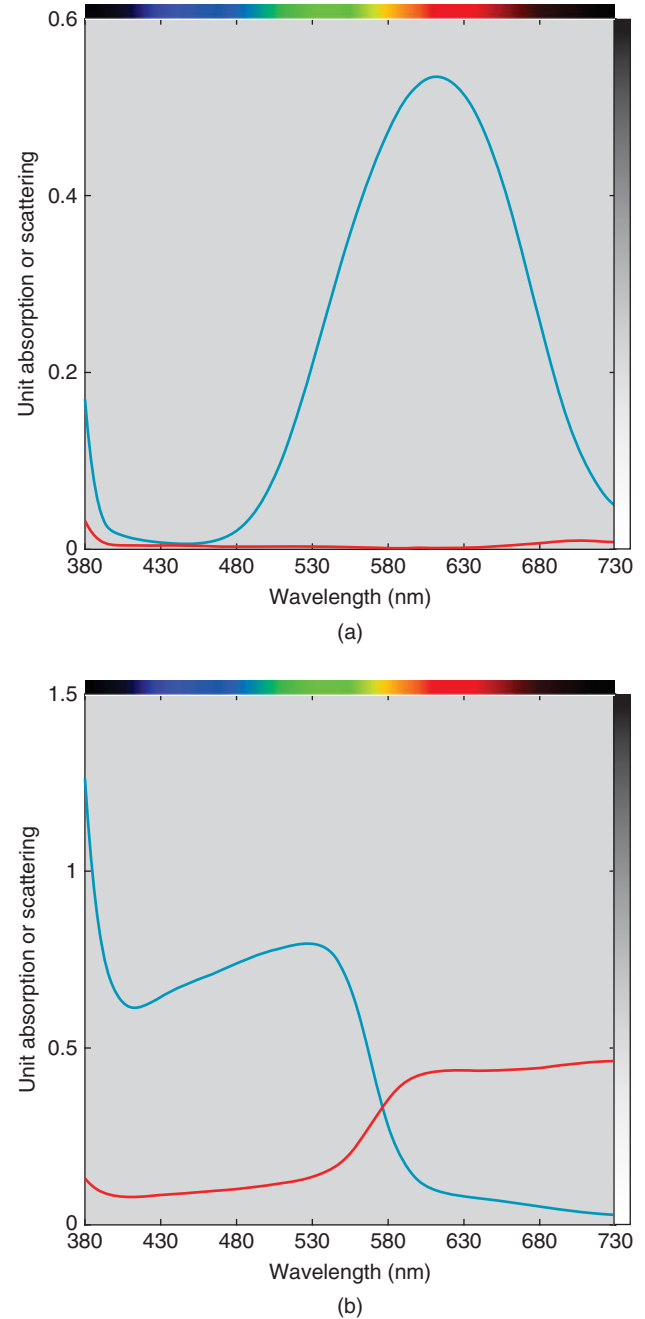 0.6
0.4
0.2
0
Unit absorption or scattering
380 430 480 530 580 630 680 730
Wavelength (nm)
(a)
1.5
1
0.5
0
Unit absorption or scattering
380 430 480 530 580 630 680 730
Wavelength (nm)
(b)